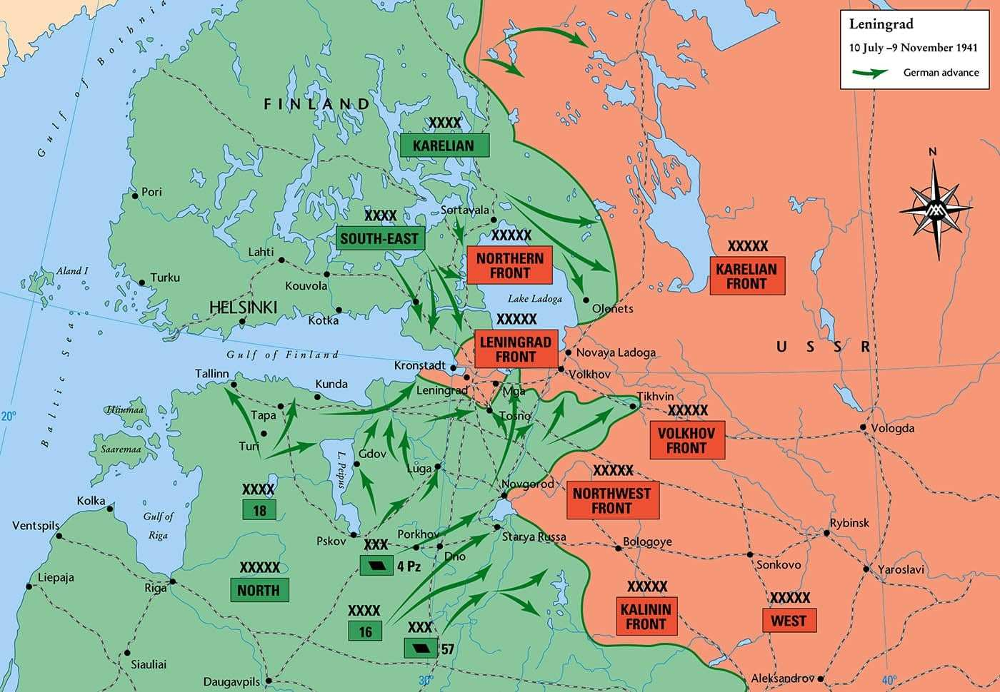 Leningrad
10 July –9 November 1941
German advance
Gulf of Bothnia
FINLAND
XXXX
KARELIAN
N
Pori
Sortavala
XXXX
SOUTH-EAST
XXXXX
NORTHERN
FRONT
XXXXX
KARELIAN
FRONT
Lahti
Aland I
Turku
Kouvola
Lake Ladoga
HELSINKI
Kotka
Olonets
XXXXX
LENINGRAD
FRONT
USSR
Baltic Sea
Gulf of Finland
Novaya Ladoga
Kronstadt
Tallinn
Volkhov
Kunda
Leningrad
Mga
Tikhvin
20°
Hiiumaa
Tapa
Tosno
XXXXX
VOLKHOV
FRONT
Vologda
Saaremaa
Turi
L. Peipus
Gdov
Luga
XXXXX
NORTHWEST
FRONT
Novgorod
XXXX
18
Kolka
Gulf of
Riga
Ventspils
Rybinsk
Pskov
Porkhov
Starya Russa
Bologoye
XXX
4 Pz
Dno
Sonkovo
Yaroslavi
Liepaja
Riga
XXXXX
NORTH
XXXXX
KALININ
FRONT
XXXXX
WEST
XXXX
16
XXX
57
Siauliai
Daugavpils
30°
Aleksandrov
40°